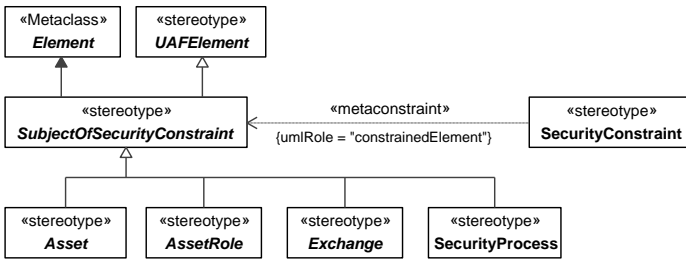 «Metaclass»
Element
«stereotype»
UAFElement
«stereotype»
SubjectOfSecurityConstraint
«metaconstraint»
{umlRole = "constrainedElement"}
«stereotype»
SecurityConstraint
«stereotype»
Asset
«stereotype»
AssetRole
«stereotype»
Exchange
«stereotype»
SecurityProcess